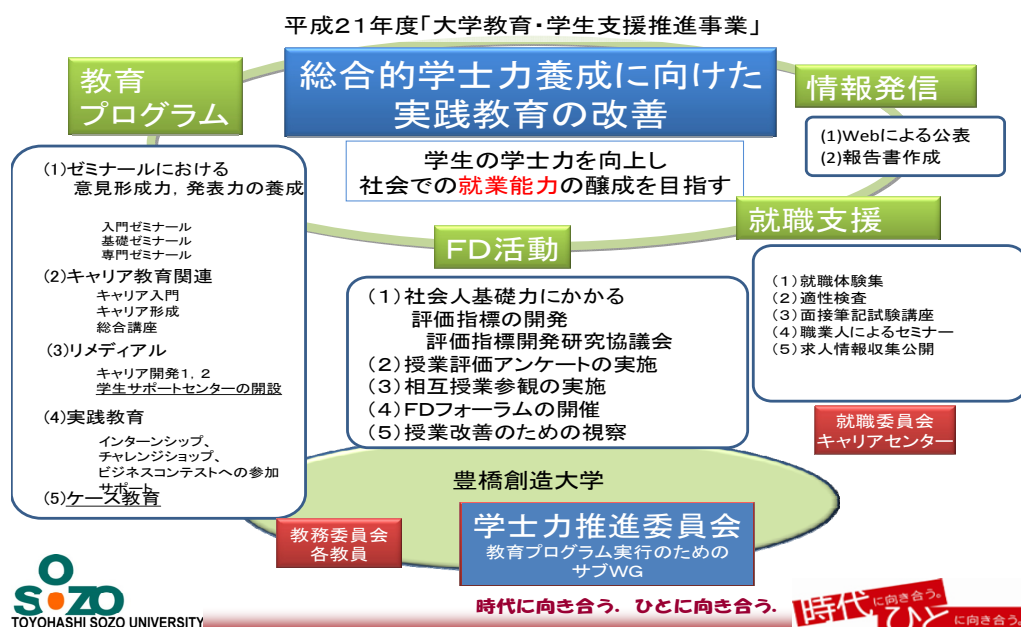 平成21年度「大学教育・学生支援推進事業」
総合的学士力養成に向けた
実践教育の改善
学生の学士力を向上し
社会での就業能力の醸成を目指す
教育
プログラム
(1)ゼミナールにおける
意見形成力，発表力の養成
入門ゼミナール
基礎ゼミナール
専門ゼミナール
(2)キャリア教育関連
キャリア入門
キャリア形成
総合講座
(3)リメディアル
キャリア開発1，2
学生サポートセンターの開設
(4)実践教育
インターンシップ、
チャレンジショップ、
ビジネスコンテストへの参加
サポート
(5)ケース教育
FD活動
(1)社会人基礎力にかかる
評価指標の開発
評価指標開発研究協議会
(2)授業評価アンケートの実施
(3)相互授業参観の実施
(4)FDフォーラムの開催
(5)授業改善のための視察
情報発信
(1)Webによる公表
(2)報告書作成
就職支援
(1)就職体験集
(2)適性検査
(3)面接筆記試験講座
(4)職業人によるセミナー
(5)求人情報収集公開
就職委員会
キャリアセンター
豊橋創造大学
教務委員会
各教員
学士力推進委員会
教育プログラム実行のための
サブWG
SOZO
TOYOHASHI SOZO UNIVERSITY
時代に向き合う．ひとに向き合う．
時代に向き合う。
ひとに向き合う。